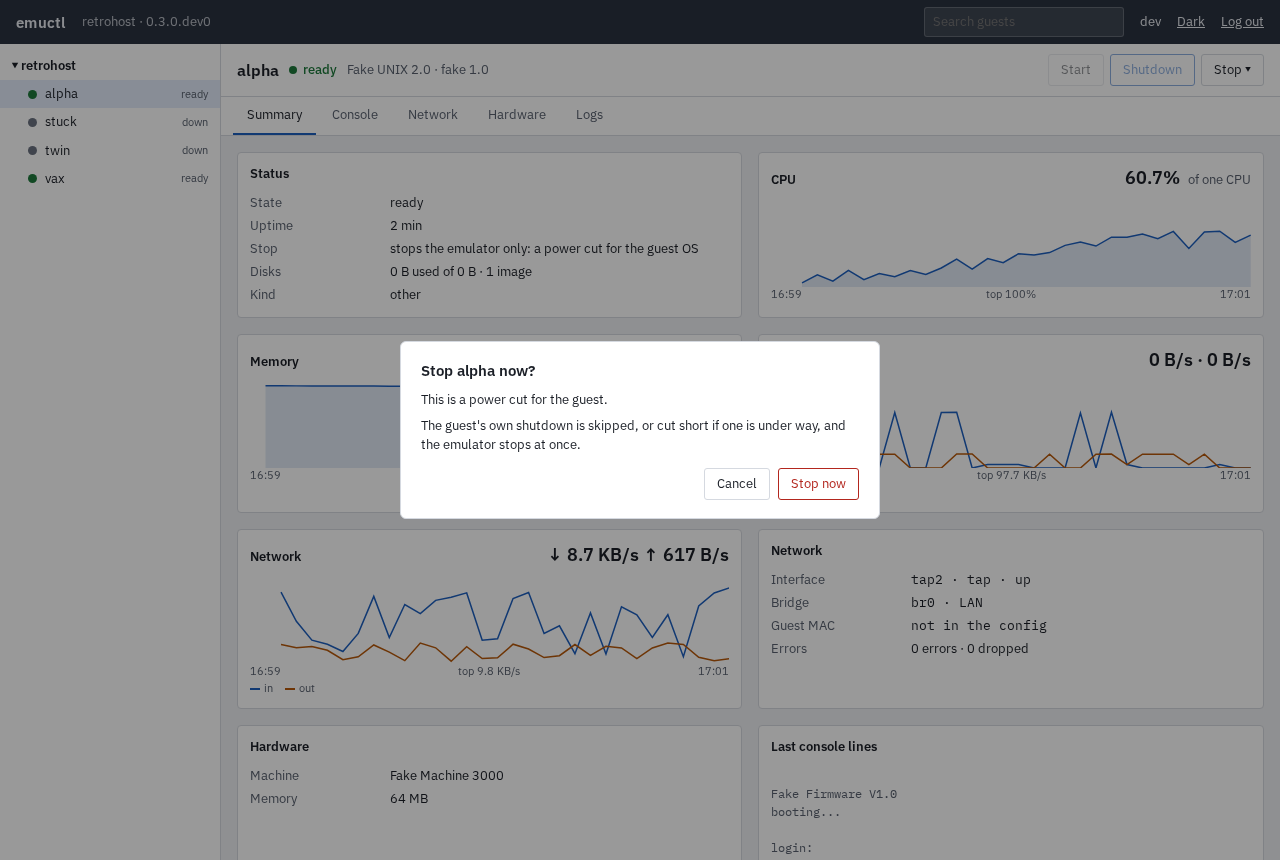 emuctl retrohost · 0.3.0.dev0 Search guests dev Dark Log out
retrohost
alpha ready
stuck down
twin down
vax ready
alpha ready Fake UNIX 2.0 · fake 1.0 Start Shutdown Stop
Summary Console Network Hardware Logs
Status
State ready
Uptime 2 min
Stop stops the emulator only: a power cut for the guest OS
Disks 0 B used of 0 B · 1 image
Kind other
CPU 60.7% of one CPU
16:59 top 100% 17:01
Memory
16:59
0 B/s · 0 B/s
top 97.7 KB/s 17:01
Stop alpha now?
This is a power cut for the guest.
The guest's own shutdown is skipped, or cut short if one is under way, and
the emulator stops at once.
Cancel Stop now
Network ↓ 8.7 KB/s ↑ 617 B/s
16:59 top 9.8 KB/s 17:01
in out
Network
Interface tap2 · tap · up
Bridge br0 · LAN
Guest MAC not in the config
Errors 0 errors · 0 dropped
Hardware
Machine Fake Machine 3000
Memory 64 MB
Last console lines
Fake Firmware V1.0
booting...
login: